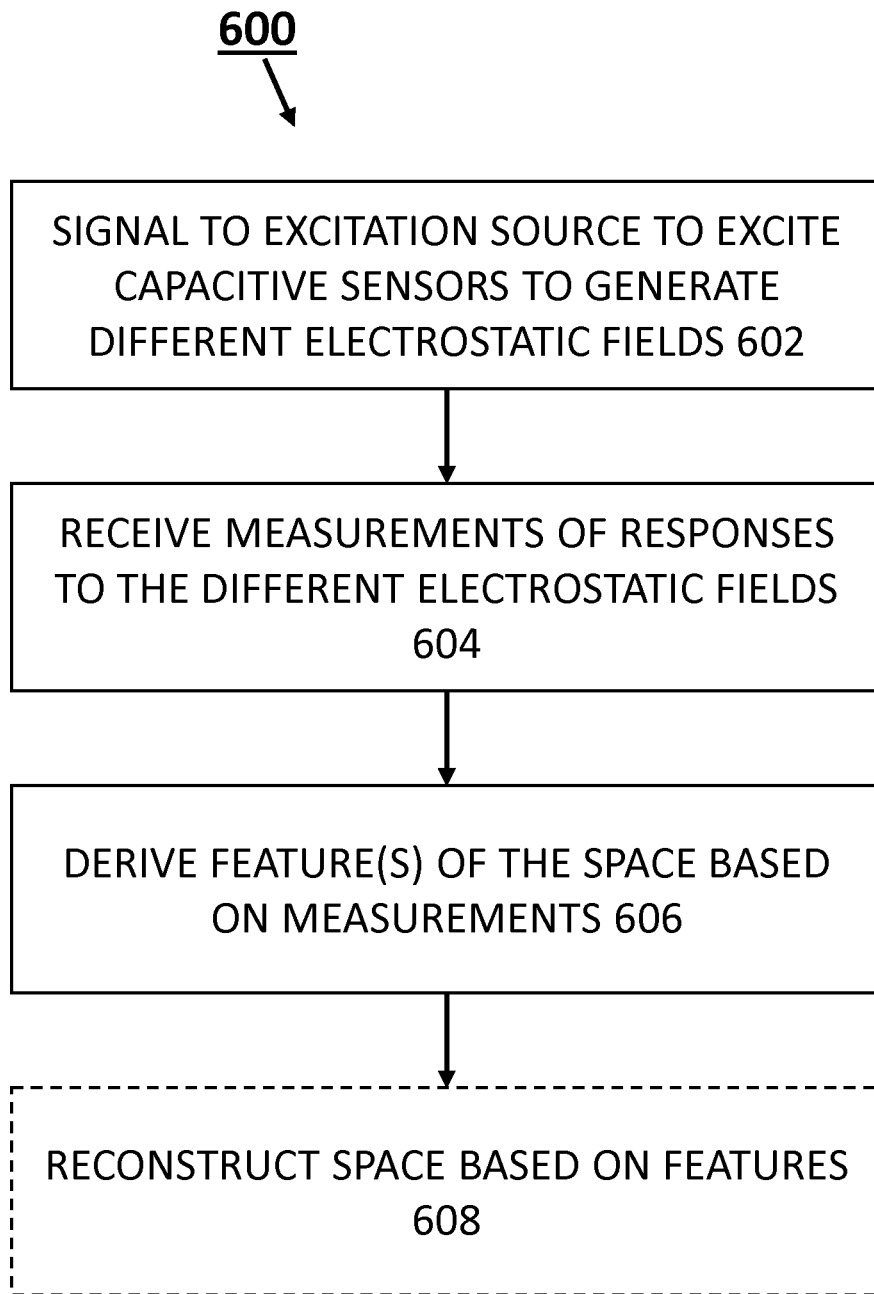 600
SIGNAL TO EXCITATION SOURCE TO EXCITE
CAPACITIVE SENSORS TO GENERATE
DIFFERENT ELECTROSTATIC FIELDS 602
RECEIVE MEASUREMENTS OF RESPONSES
TO THE DIFFERENT ELECTROSTATIC FIELDS
604
DERIVE FEATURE(S) OF THE SPACE BASED
ON MEASUREMENTS 606
RECONSTRUCT SPACE BASED ON FEATURES
608